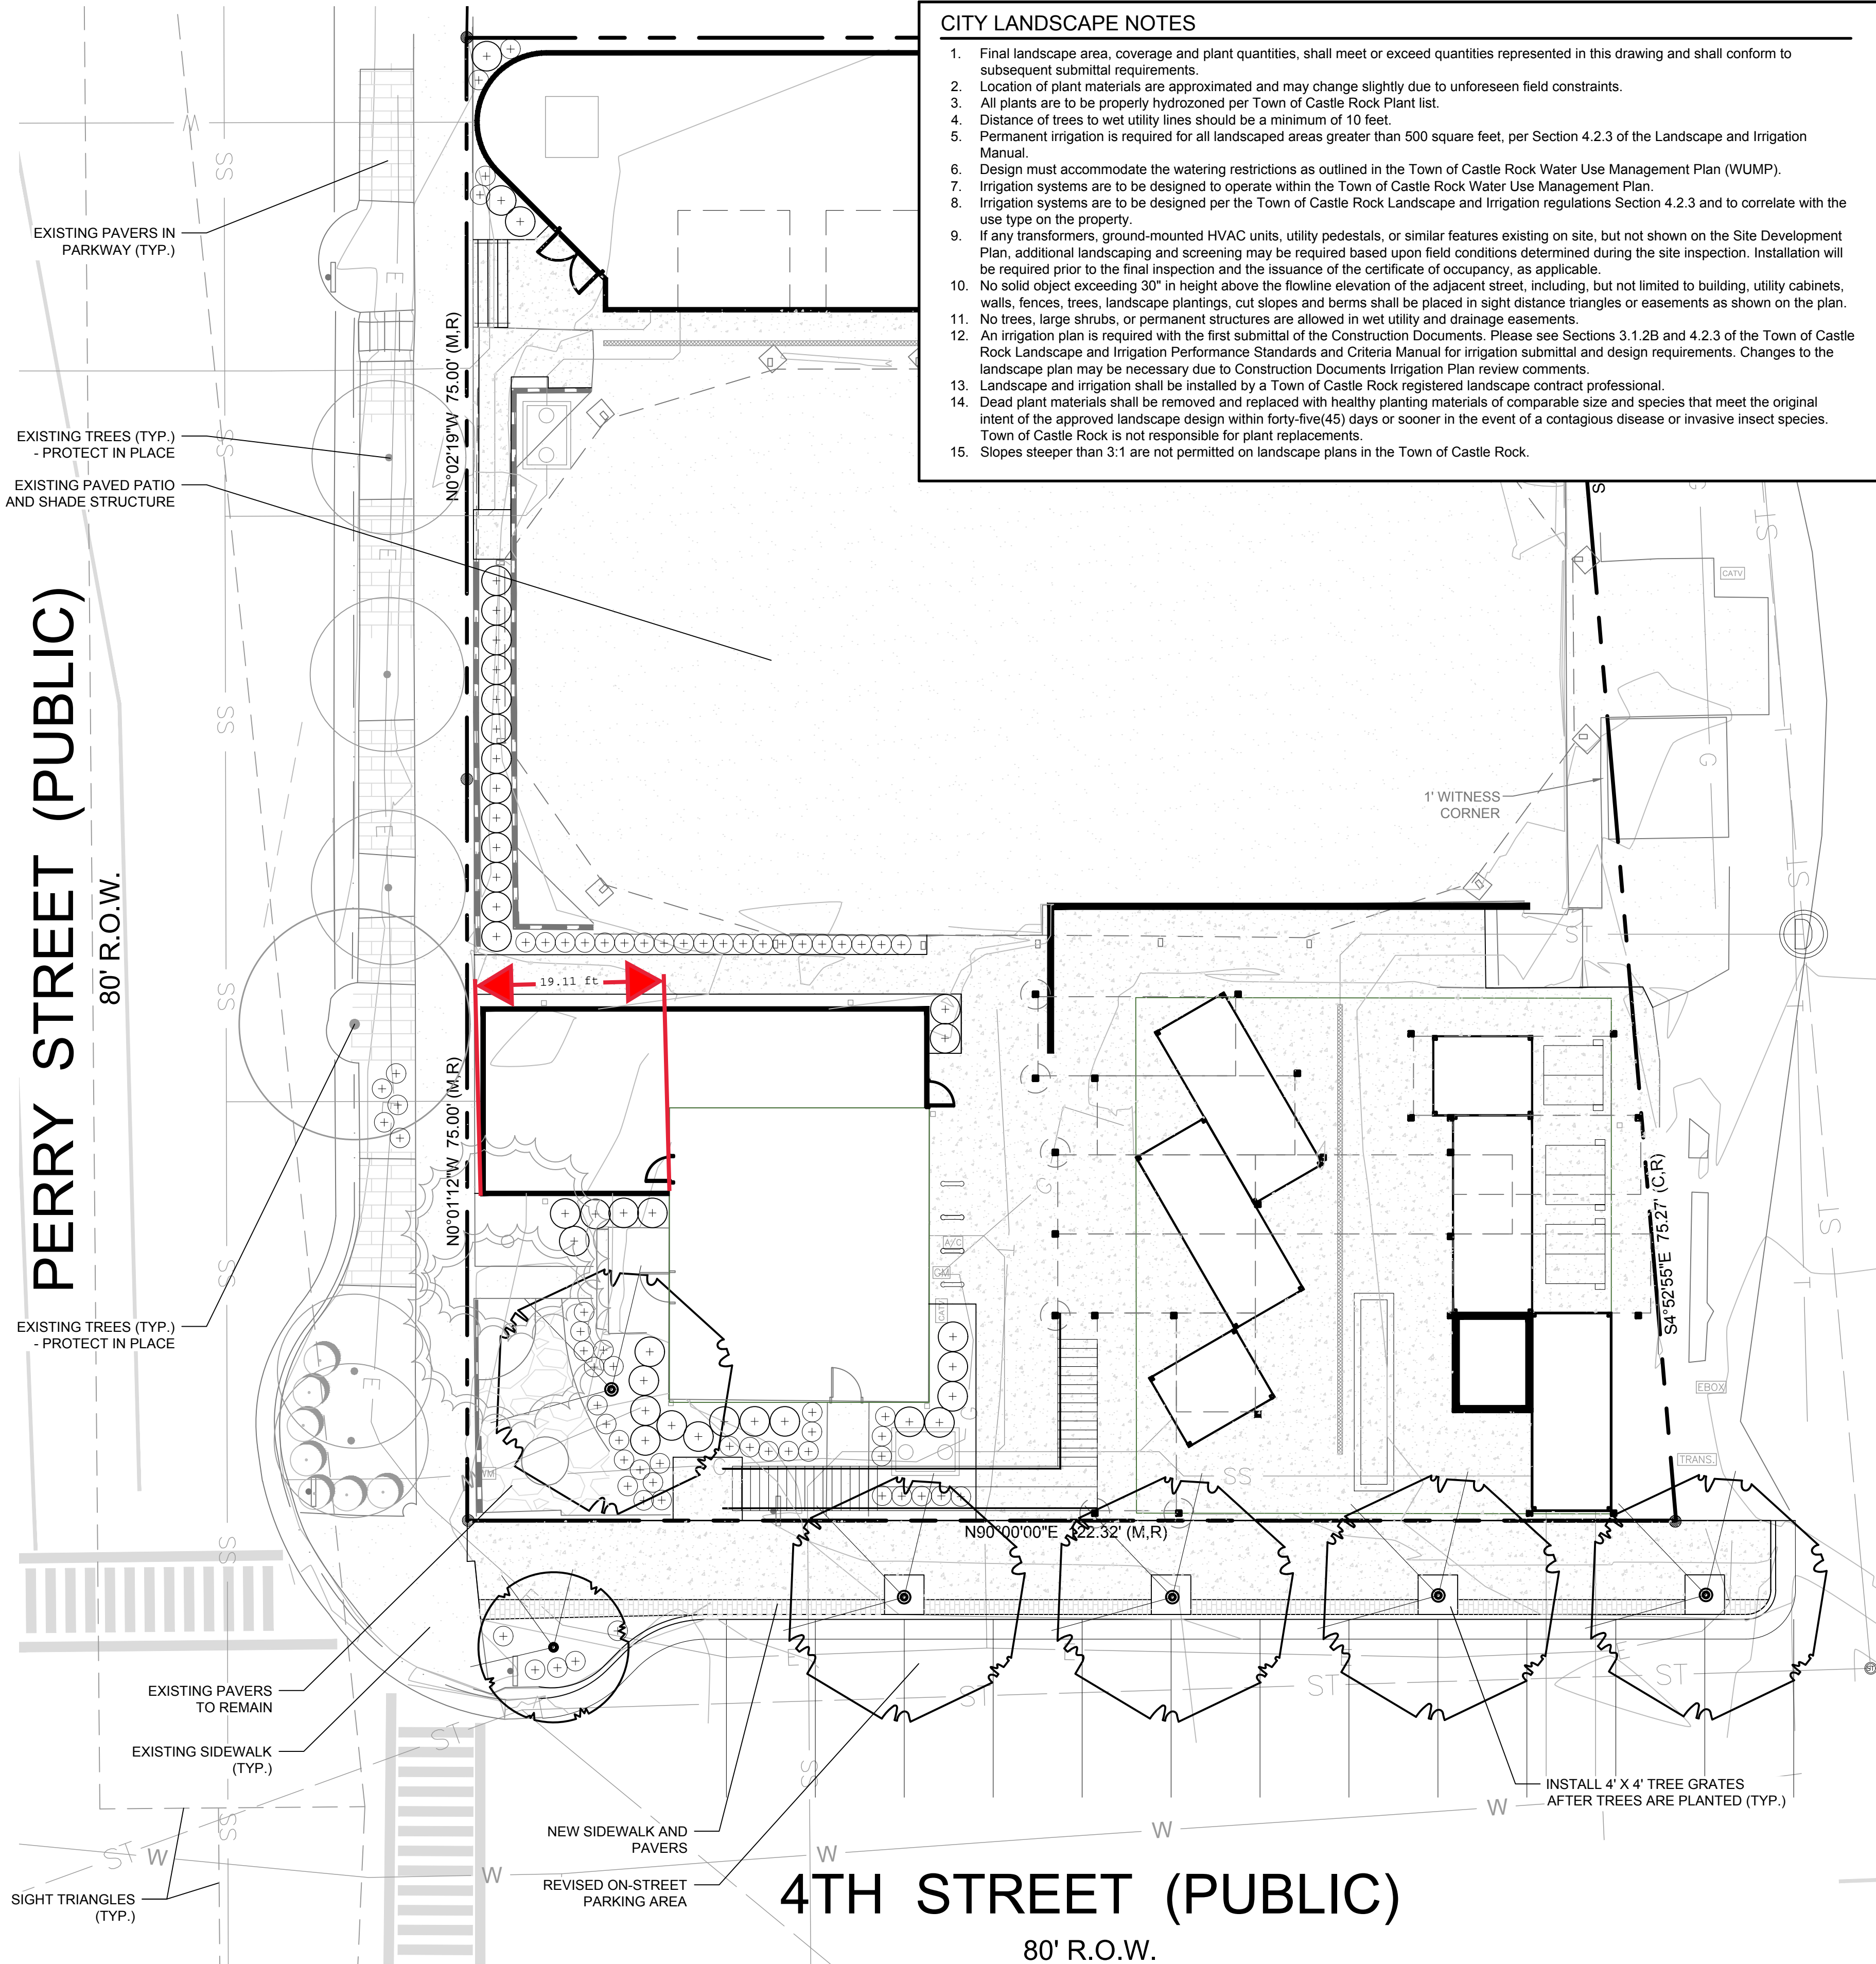 CITY LANDSCAPE NOTES
1. Final landscape area, coverage and plant quantities, shall meet or exceed quantities represented in this drawing and shall conform to
subsequent submittal requirements.
2. Location of plant materials are approximated and may change slightly due to unforeseen field constraints.
3. All plants are to be properly hydrozoned per Town of Castle Rock Plant list.
4. Distance of trees to wet utility lines should be a minimum of 10 feet.
5. Permanent irrigation is required for all landscaped areas greater than 500 square feet, per Section 4.2.3 of the Landscape and Irrigation
Manual.
6. Design must accommodate the watering restrictions as outlined in the Town of Castle Rock Water Use Management Plan (WUMP).
7. Irrigation systems are to be designed to operate within the Town of Castle Rock Water Use Management Plan.
8. Irrigation systems are to be designed per the Town of Castle Rock Landscape and Irrigation regulations Section 4.2.3 and to correlate with the
use type on the property.
9. If any transformers, ground-mounted HVAC units, utility pedestals, or similar features existing on site, but not shown on the Site Development
Plan, additional landscaping and screening may be required based upon field conditions determined during the site inspection. Installation will
be required prior to the final inspection and the issuance of the certificate of occupancy, as applicable.
10. No solid object exceeding 30" in height above the flowline elevation of the adjacent street, including, but not limited to building, utility cabinets,
walls, fences, trees, landscape plantings, cut slopes and berms shall be placed in sight distance triangles or easements as shown on the plan.
11. No trees, large shrubs, or permanent structures are allowed in wet utility and drainage easements.
12. An irrigation plan is required with the first submittal of the Construction Documents. Please see Sections 3.1.2B and 4.2.3 of the Town of Castle
Rock Landscape and Irrigation Performance Standards and Criteria Manual for irrigation submittal and design requirements. Changes to the
landscape plan may be necessary due to Construction Documents Irrigation Plan review comments.
13. Landscape and irrigation shall be installed by a Town of Castle Rock registered landscape contract professional.
14. Dead plant materials shall be removed and replaced with healthy planting materials of comparable size and species that meet the original
intent of the approved landscape design within forty-five(45) days or sooner in the event of a contagious disease or invasive insect species.
Town of Castle Rock is not responsible for plant replacements.
15. Slopes steeper than 3:1 are not permitted on landscape plans in the Town of Castle Rock.
EXISTING PAVERS IN
PARKWAY (TYP.)
EXISTING TREES (TYP.)
- PROTECT IN PLACE
EXISTING PAVED PATIO
AND SHADE STRUCTURE
N0°02'19"W 75.00' (M,R)
PERRY STREET (PUBLIC)
80' R.O.W.
CATV
1' WITNESS
CORNER
19.11 ft
N0°01'12"W 75.00' (M,R)
A/C
GM
CATV
S4°52'55"E 75.27' (C,R)
EXISTING TREES (TYP.)
- PROTECT IN PLACE
EBOX
TRANS.
WM
SS
N90°00'00"E 122.32' (M,R)
EXISTING PAVERS
TO REMAIN
EXISTING SIDEWALK
(TYP.)
NEW SIDEWALK AND
PAVERS
REVISED ON-STREET
PARKING AREA
INSTALL 4' X 4' TREE GRATES
AFTER TREES ARE PLANTED (TYP.)
SIGHT TRIANGLES
(TYP.)
ST
W
W
W
W
W
4TH STREET (PUBLIC)
80' R.O.W.